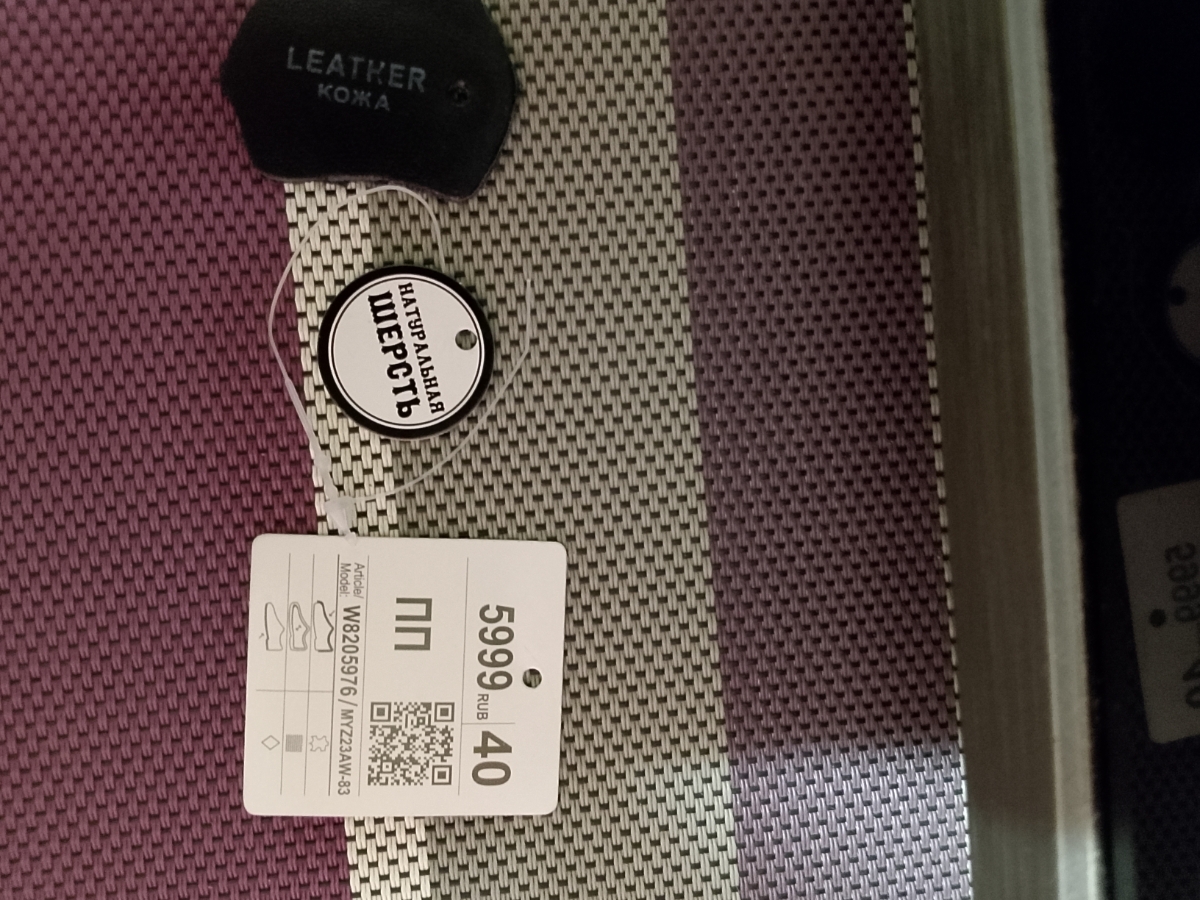 LEATHER
КОЖА
НАТУРАЛЬНАЯ
ШЕРСТЬ
5999 RUB 40
ПП
Article/
Model: W8205976 / MYZ23AW-83